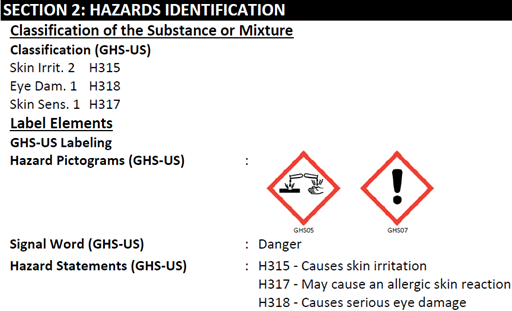 SECTION 2: HAZARDS IDENTIFICATION
Classification of the Substance or Mixture
Classification (GHS-US)
Skin Irrit. 2 H315
Eye Dam. 1 H318
Skin Sens. 1 H317
Label Elements
GHS-US Labeling
Hazard Pictograms (GHS-US) :
GHS05 GHS07
Signal Word (GHS-US) : Danger
Hazard Statements (GHS-US) : H315 - Causes skin irritation
H317 - May cause an allergic skin reaction
H318 - Causes serious eye damage